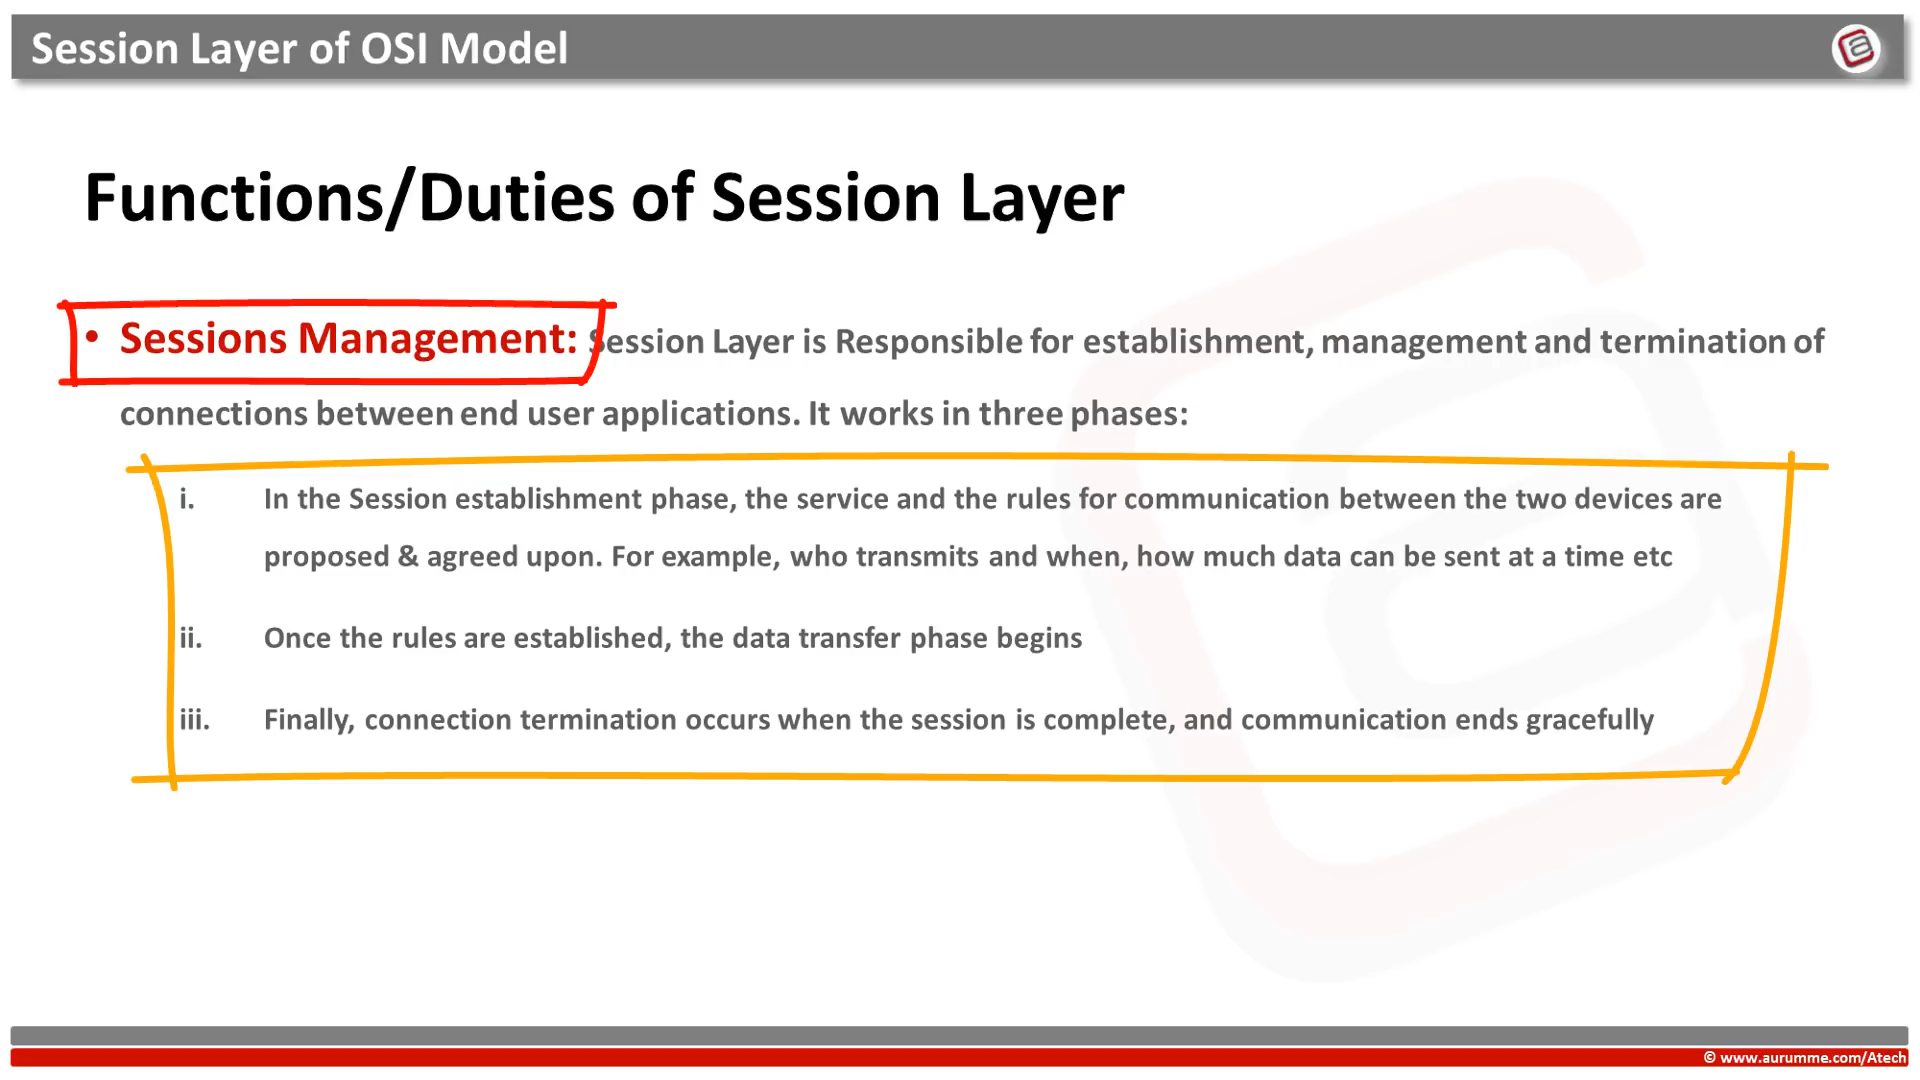 Session Layer of OSI Model
Functions/Duties of Session Layer
• Sessions Management: Session Layer is Responsible for establishment, management and termination of
connections between end user applications. It works in three phases:
i. In the Session establishment phase, the service and the rules for communication between the two devices are
proposed & agreed upon. For example, who transmits and when, how much data can be sent at a time etc
ii. Once the rules are established, the data transfer phase begins
iii. Finally, connection termination occurs when the session is complete, and communication ends gracefully
© www.aurumme.com/Atech